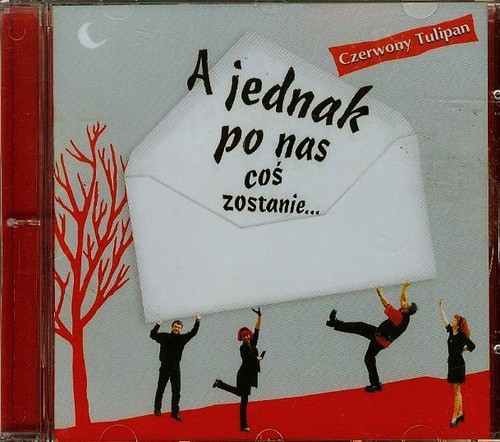 Czerwony Tulipan
A jednak
po nas
coś
zostanie...